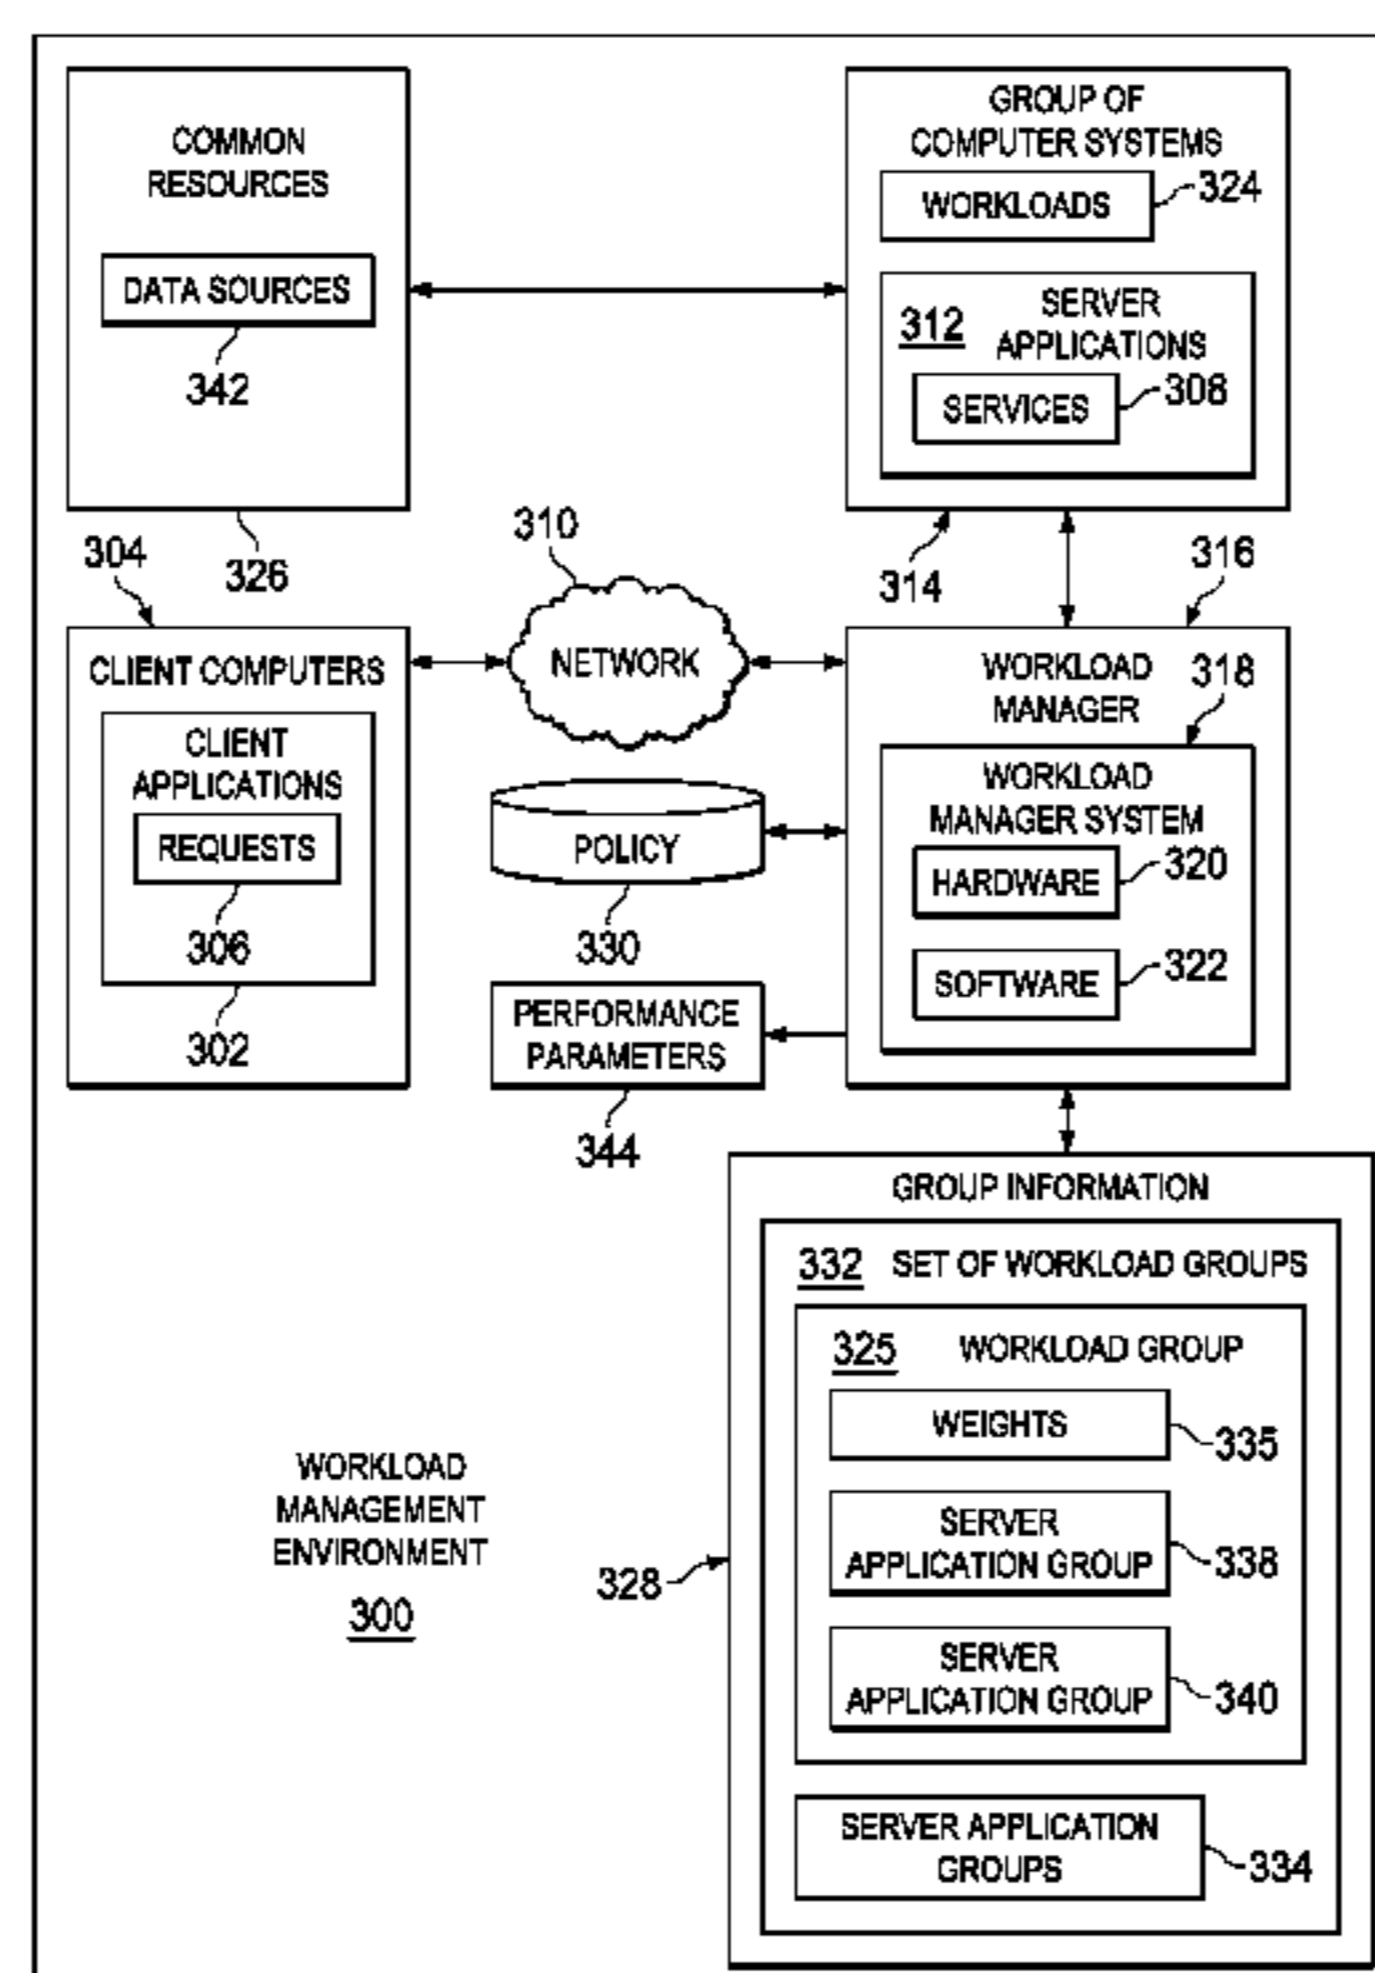 COMMON
RESOURCES
DATA SOURCES
342
326
GROUP OF
COMPUTER SYSTEMS
WORKLOADS
324
312
SERVER
APPLICATIONS
SERVICES
308
314
304
CLIENT COMPUTERS
CLIENT
APPLICATIONS
REQUESTS
306
302
310
NETWORK
POLICY
330
PERFORMANCE
PARAMETERS
344
316
WORKLOAD
MANAGER
318
WORKLOAD
MANAGER SYSTEM
HARDWARE
320
SOFTWARE
322
GROUP INFORMATION
332 SET OF WORKLOAD GROUPS
325 WORKLOAD GROUP
WEIGHTS
335
SERVER
APPLICATION GROUP
338
SERVER
APPLICATION GROUP
340
SERVER APPLICATION
GROUPS
334
328
WORKLOAD
MANAGEMENT
ENVIRONMENT
300